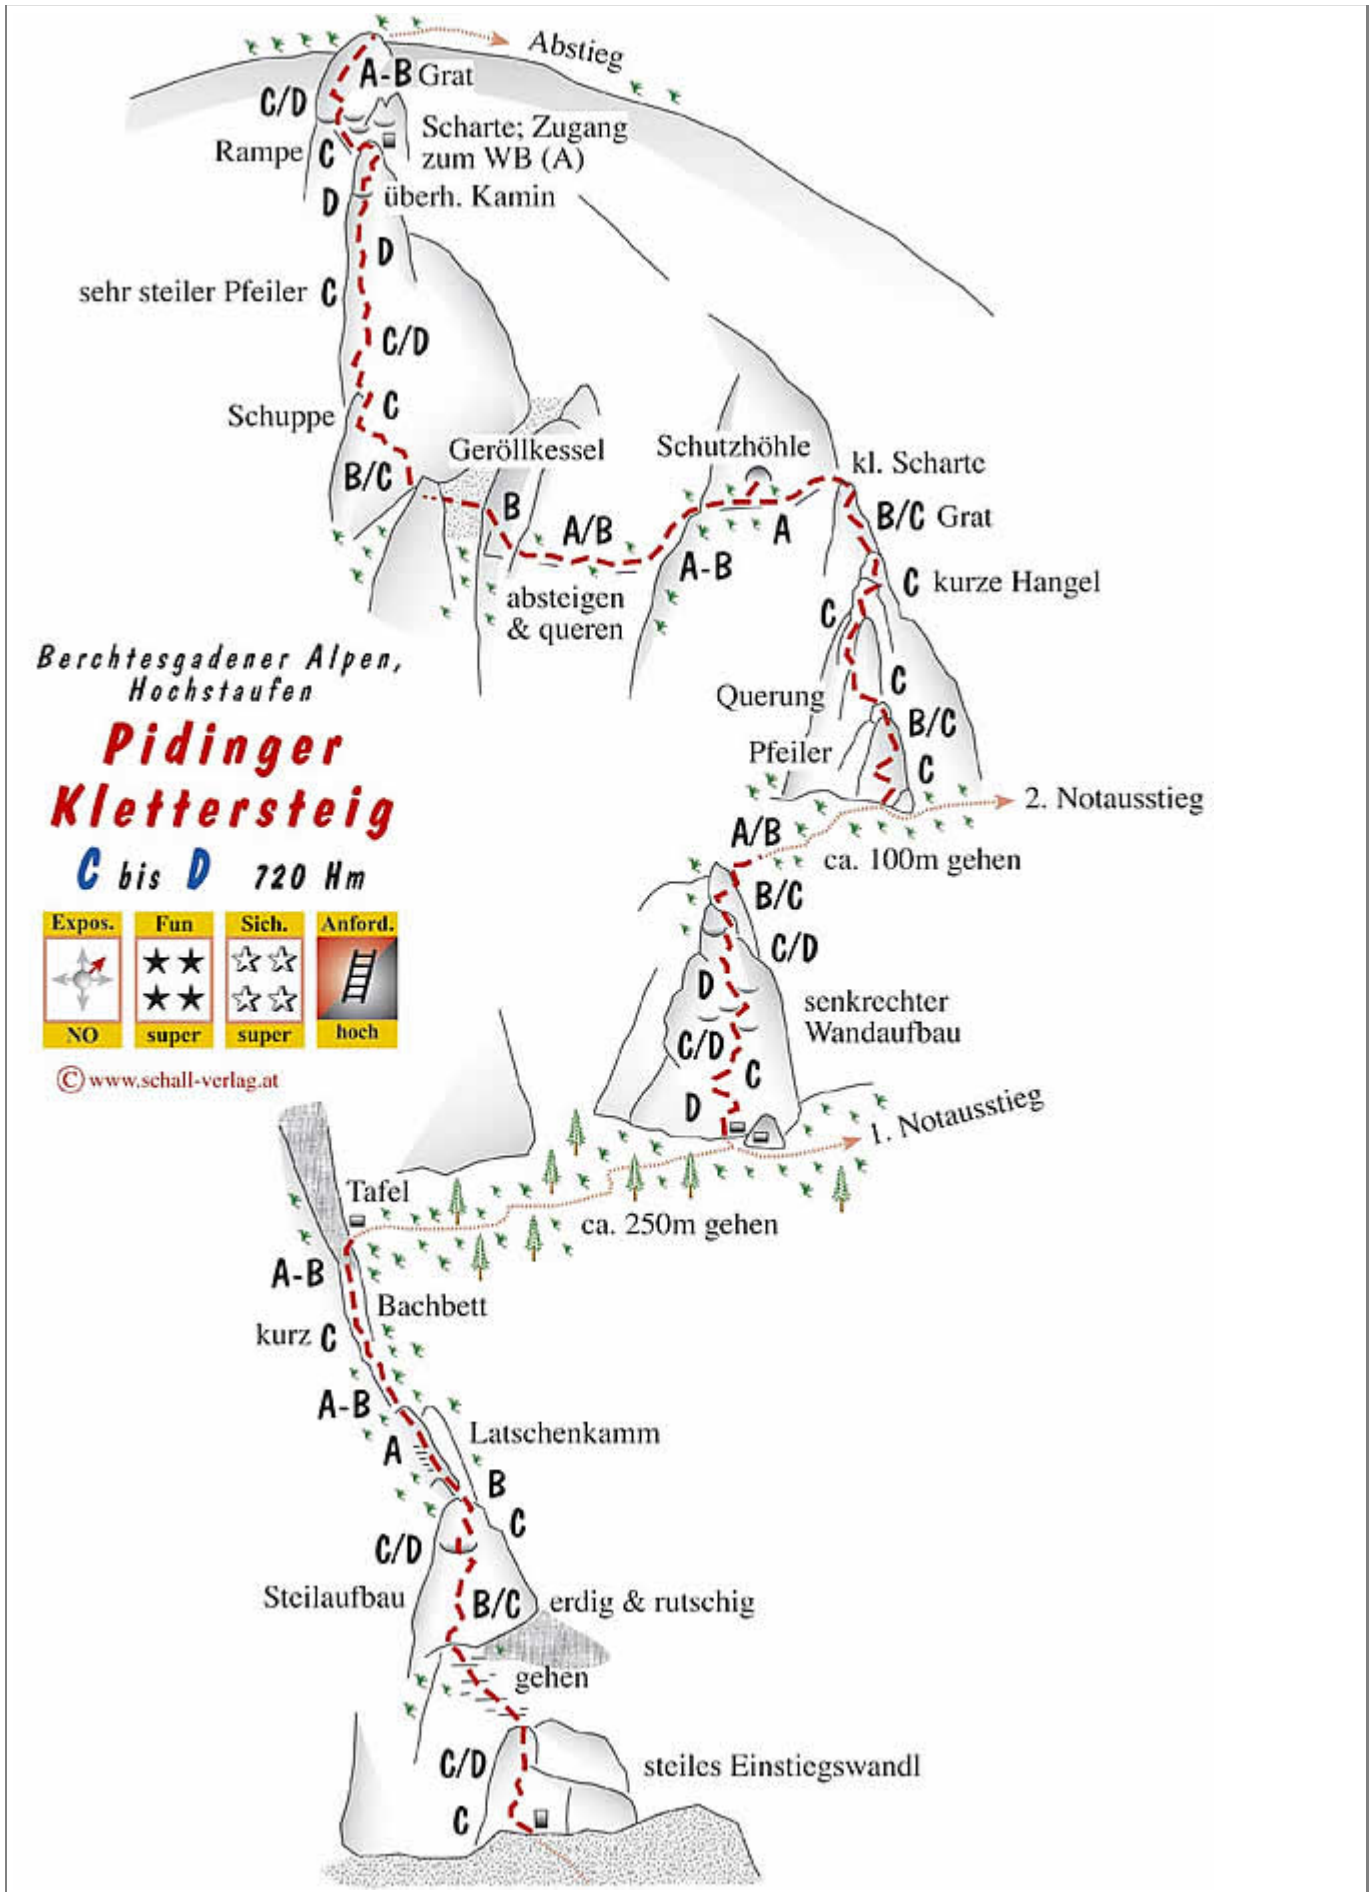 Abstieg
A-B Grat
C/D
Scharte; Zugang
zum WB (A)
Rampe C
D überh. Kamin
D
sehr steiler Pfeiler C
C/D
C
Schuppe
Geröllkessel
Schutzhöhle
kl. Scharte
B/C
B
A/B
A
B/C Grat
A-B
C kurze Hangel
absteigen
& queren
C
Berchtesgadener Alpen,
Hochstaufen
Pidinger
Klettersteig
C bis D 720 Hm
Expos.
Fun
Sich.
Anford.
NO
super
super
hoch
© www.schall-verlag.at
C
Querung
B/C
Pfeiler
C
2. Notausstieg
A/B
ca. 100m gehen
B/C
C/D
D
senkrechter
Wandaufbau
C/D
C
D
1. Notausstieg
Tafel
ca. 250m gehen
A-B
Bachbett
kurz C
A-B
Latschenkamm
A
B
C
C/D
Steilaufbau
B/C erdig & rutschig
gehen
C/D
steiles Einstiegswandl
C